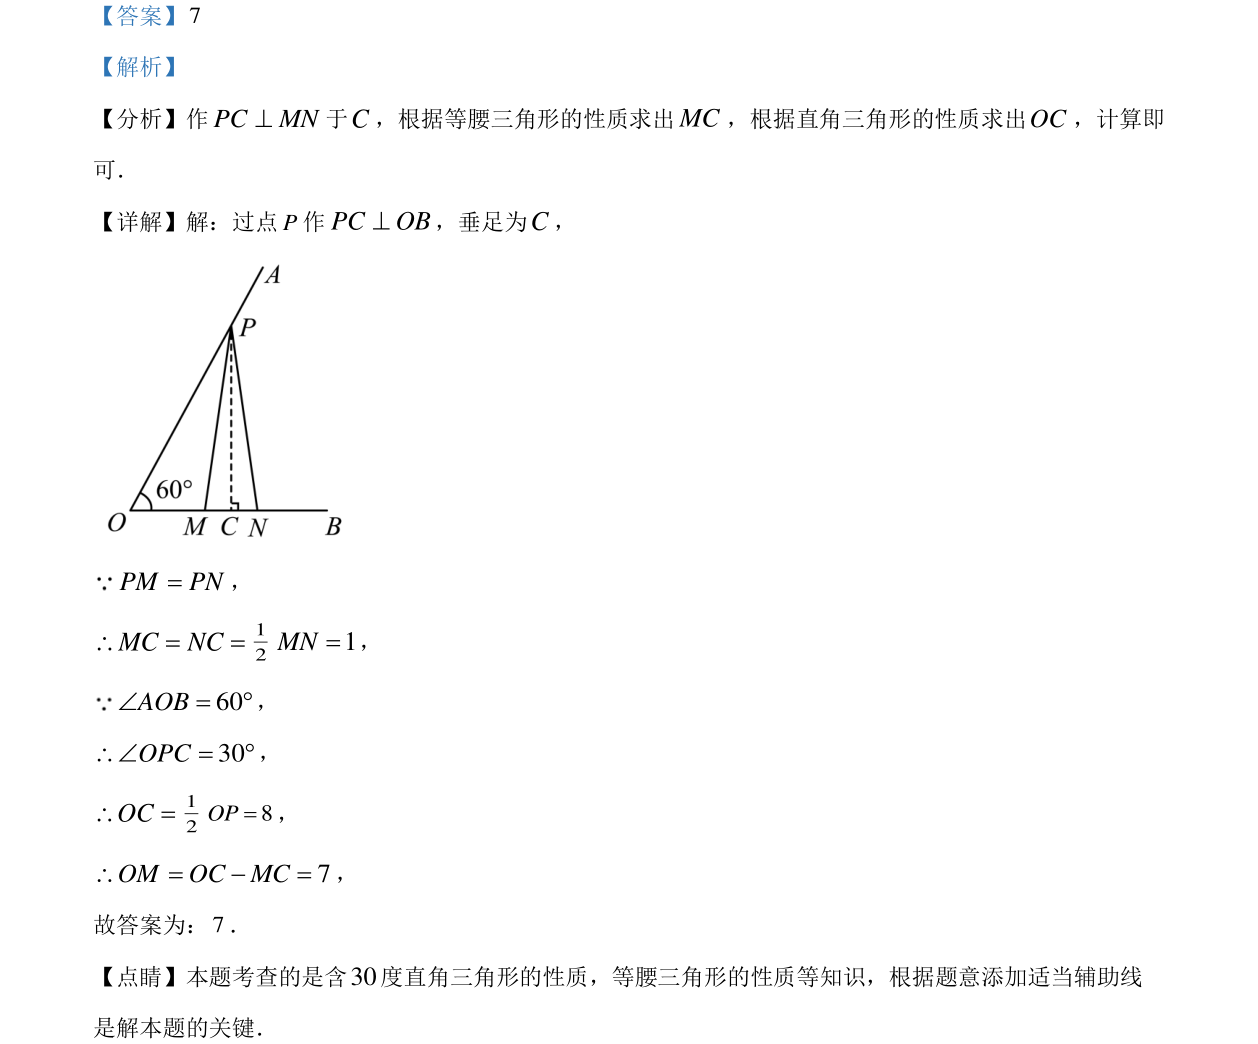 【答案】7
【解析】
【分析】作 PC ⊥ MN 于 C，根据等腰三角形的性质求出 MC，根据直角三角形的性质求出 OC，计算即
可．
【详解】解：过点 P 作 PC ⊥ OB，垂足为 C，
A
P
60°
O M C N B
∵ PM = PN，
∴ MC = NC = 1/2 MN = 1，
∵ ∠AOB = 60°，
∴ ∠OPC = 30°，
∴ OC = 1/2 OP = 8，
∴ OM = OC − MC = 7，
故答案为：7．
【点睛】本题考查的是含30度直角三角形的性质，等腰三角形的性质等知识，根据题意添加适当辅助线
是解本题的关键．